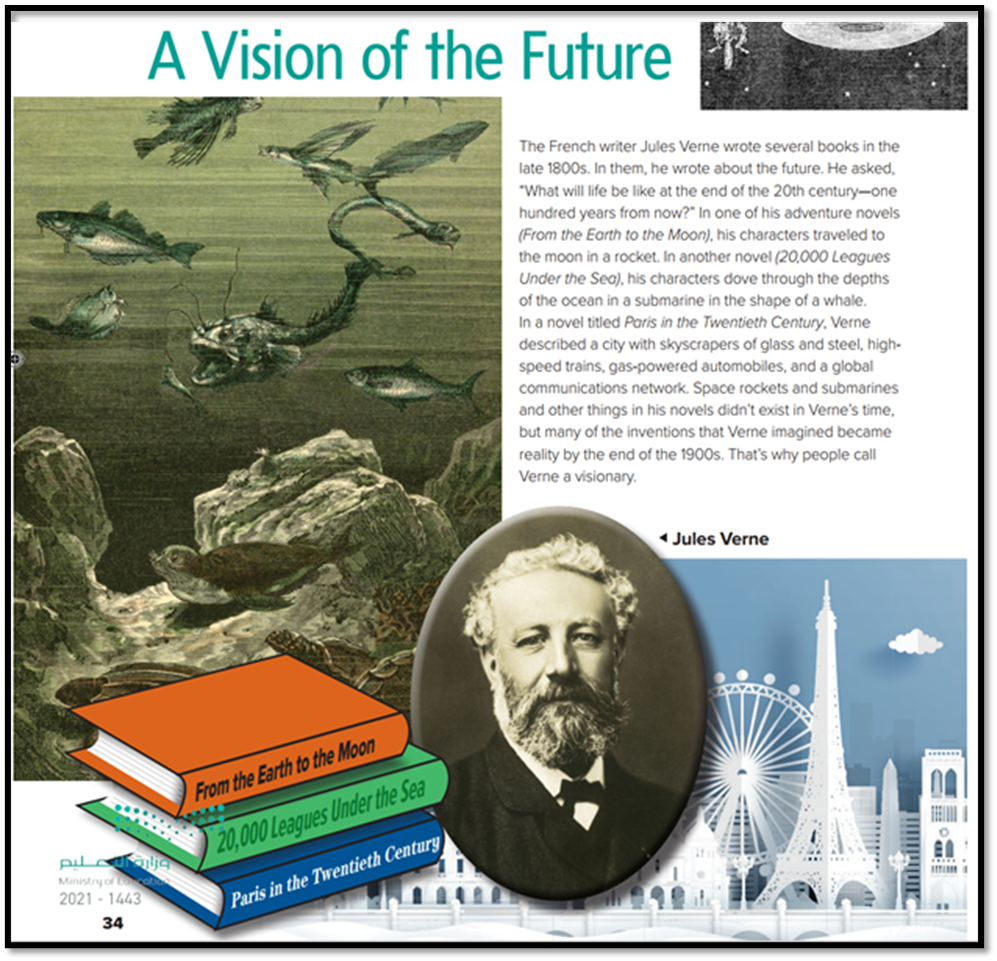 A Vision of the Future
The French writer Jules Verne wrote several books in the
late 1800s. In them, he wrote about the future. He asked,
“What will life be like at the end of the 20th century—one
hundred years from now?” In one of his adventure novels
(From the Earth to the Moon), his characters traveled to
the moon in a rocket. In another novel (20,000 Leagues
Under the Sea), his characters dove through the depths
of the ocean in a submarine in the shape of a whale.
In a novel titled Paris in the Twentieth Century, Verne
described a city with skyscrapers of glass and steel, high-
speed trains, gas-powered automobiles, and a global
communications network. Space rockets and submarines
and other things in his novels didn’t exist in Verne’s time,
but many of the inventions that Verne imagined became
reality by the end of the 1900s. That’s why people call
Verne a visionary.
Jules Verne
From the Earth to the Moon
20,000 Leagues Under the Sea
Paris in the Twentieth Century
وزارة التعليم
Ministry of Education
2021 - 1443
34